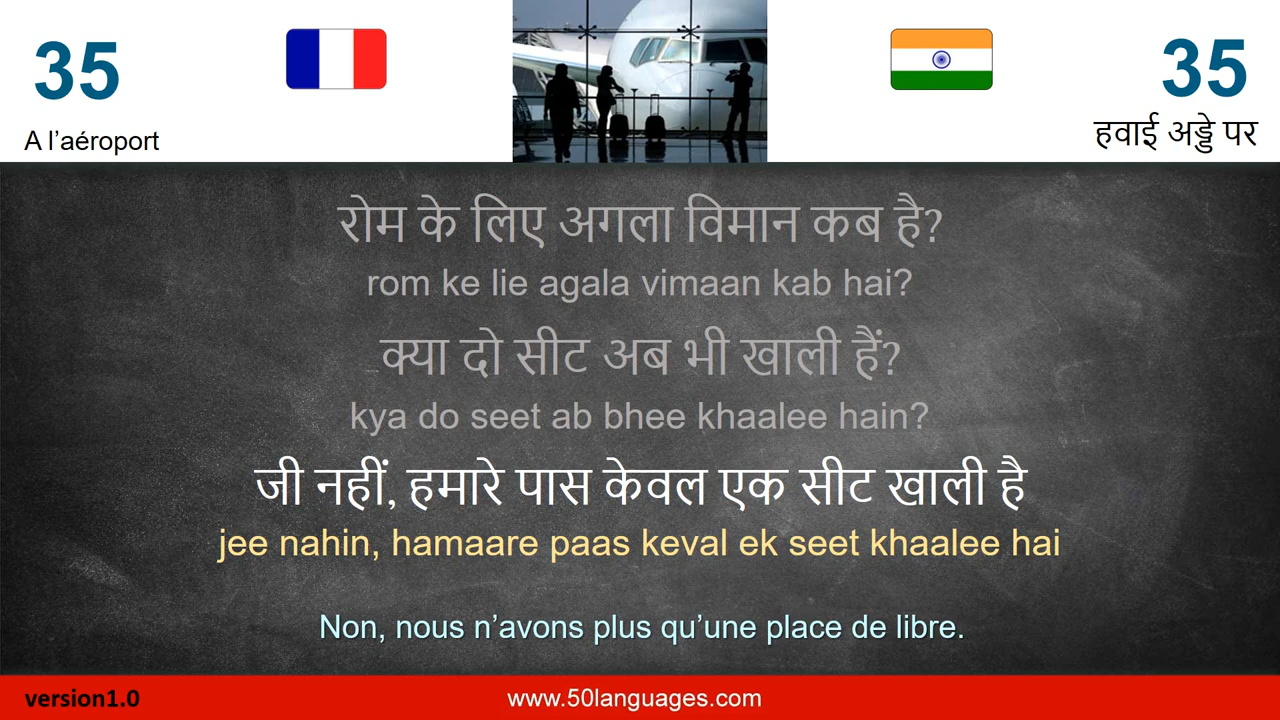 35
A l’aéroport
35
हवाई अड्डे पर
रोम के लिए अगला विमान कब है?
rom ke lie agala vimaan kab hai?
क्या दो सीट अब भी खाली हैं?
kya do seet ab bhee khaalee hain?
जी नहीं, हमारे पास केवल एक सीट खाली है
jee nahin, hamaare paas keval ek seet khaalee hai
Non, nous n’avons plus qu’une place de libre.
version1.0
www.50languages.com